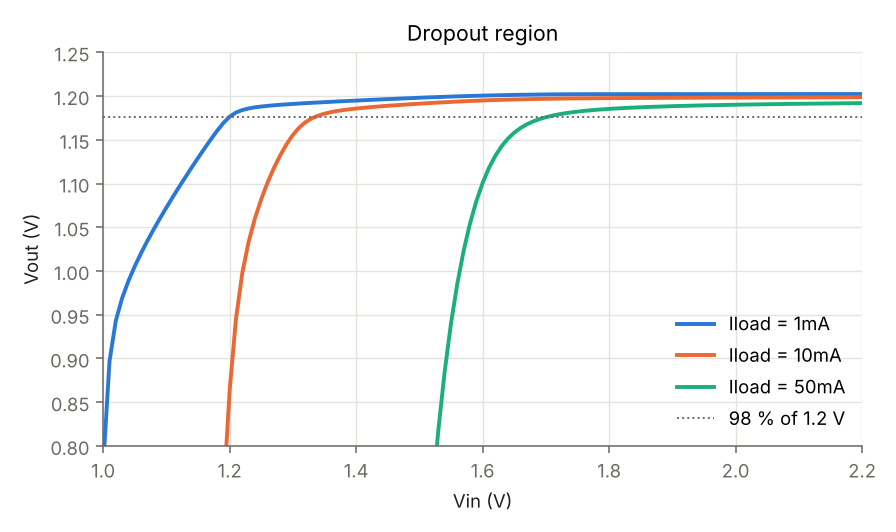 Dropout region
Vout (V)
1.25
1.20
1.15
1.10
1.05
1.00
0.95
0.90
0.85
0.80
Iload = 1mA
Iload = 10mA
Iload = 50mA
98 % of 1.2 V
1.0 1.2 1.4 1.6 1.8 2.0 2.2
Vin (V)